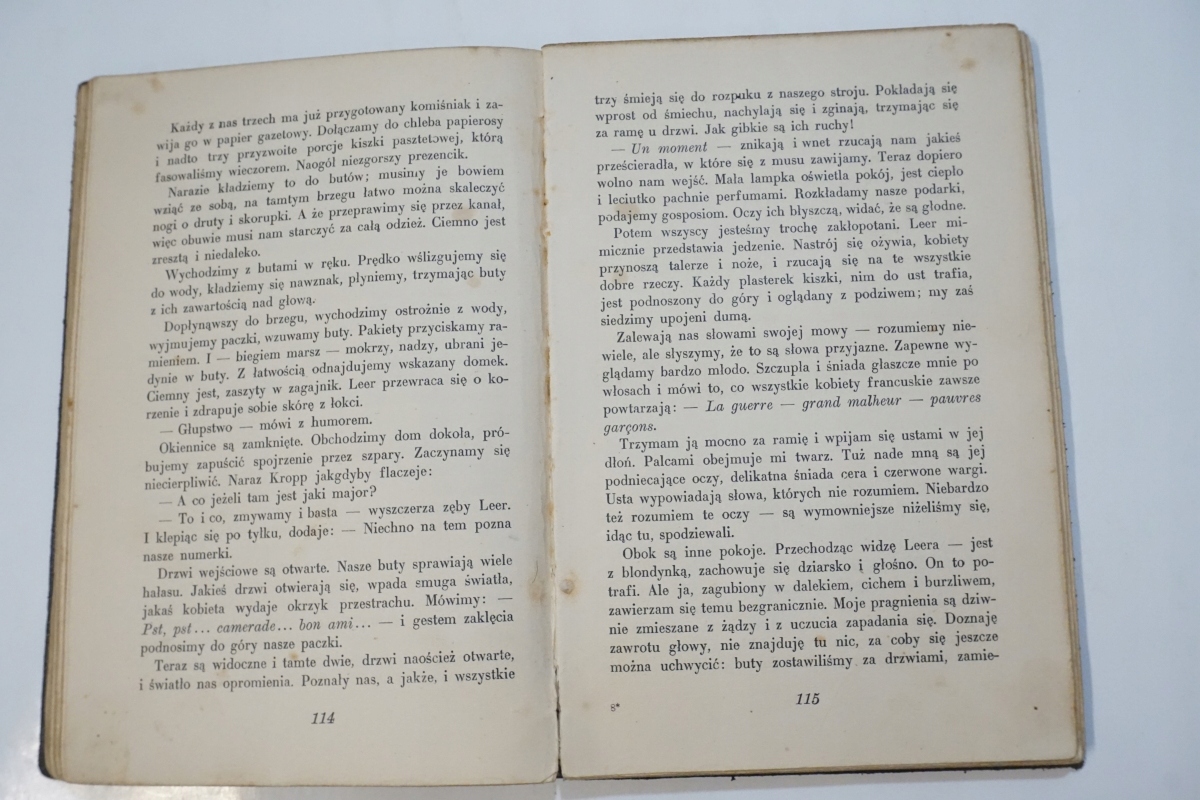 Każdy z nas trzech ma już przygotowany komiśniak i za-
wija go w papier gazetowy. Dołączamy do chleba papierosy
i nadto trzy przyzwoite porcje kiszki pasztetowej, którą
fasowaliśmy wieczorem. Naogół niezgorszy prezencik.
Narazie kładziemy to do butów; musimy je bowiem
wziąć ze sobą, na tamtym brzegu łatwo można skaleczyć
nogi o druty i skorupki. A że przeprawimy się przez kanał,
więc obuwie musi nam starczyć za całą odzież. Ciemno jest
zresztą i niedaleko.
Wychodzimy z butami w ręku. Prędko wślizgujemy się
do wody, kładziemy się nawznak, płyniemy, trzymając buty
z ich zawartością nad głową.
Dopłynąwszy do brzegu, wychodzimy ostrożnie z wody,
wyjmujemy paczki, wzuwamy buty. Pakiety przyciskamy ra-
mieniem. I — biegiem marsz — mokrzy, nadzy, ubrani je-
dynie w buty. Z łatwością odnajdujemy wskazany domek.
Ciemny jest, zaszyty w zagajnik. Leer przewraca się o ko-
rzenie i zdrapuje sobie skórę z łokci.
— Głupstwo — mówi z humorem.
Okiennice są zamknięte. Obchodzimy dom dokoła, pró-
bujemy zapuścić spojrzenie przez szpary. Zaczynamy się
niecierpliwić. Naraz Kropp jakgdyby flaczeje:
— A co jeżeli tam jest jaki major?
— To i co, zmywamy i basta — wyszczerza zęby Leer.
I klepiąc się po tylku, dodaje: — Niechno na tem pozna
nasze numerki.
Drzwi wejściowe są otwarte. Nasze buty sprawiają wiele
hałasu. Jakieś drzwi otwierają się, wpada smuga światła,
jakaś kobieta wydaje okrzyk przestrachu. Mówimy: —
Pst, pst... camerade... bon ami... — i gestem zaklęcia
podnosimy do góry nasze paczki.
Teraz są widoczne i tamte dwie, drzwi naoścież otwarte,
i światło nas opromienia. Poznały nas, a jakże, i wszystkie
114
trzy śmieją się do rozpuku z naszego stroju. Pokładają się
wprost od śmiechu, nachylają się i zginają, trzymając się
za ramę u drzwi. Jak gibkie są ich ruchy!
— Un moment — znikają i wnet rzucają nam jakieś
prześcieradła, w które się z musu zawijamy. Teraz dopiero
wolno nam wejść. Mała lampka oświetla pokój, jest ciepło
i leciutko pachnie perfumami. Rozkładamy nasze podarki,
podajemy gosposiom. Oczy ich błyszczą, widać, że są głodne.
Potem wszyscy jesteśmy trochę zakłopotani. Leer mi-
micznie przedstawia jedzenie. Nastrój się ożywia, kobiety
przynoszą talerze i noże, i rzucają się na te wszystkie
dobre rzeczy. Każdy plasterek kiszki, nim do ust trafia,
jest podnoszony do góry i oglądany z podziwem; my zaś
siedzimy upojeni dumą.
Zalewają nas słowami swojej mowy — rozumiemy nie-
wiele, ale słyszymy, że to są słowa przyjazne. Zapewne wy-
glądamy bardzo młodo. Szczupła i śniada głaszcze mnie po
włosach i mówi to, co wszystkie kobiety francuskie zawsze
powtarzają: — La guerre — grand malheur — pauvres
garçons.
Trzymam ją mocno za ramię i wpijam się ustami w jej
dłoń. Palcami obejmuje mi twarz. Tuż nade mną są jej
podniecające oczy, delikatna śniada cera i czerwone wargi.
Usta wypowiadają słowa, których nie rozumiem. Niebardzo
też rozumiem te oczy — są wymowniejsze niżeliśmy się,
idąc tu, spodziewali.
Obok są inne pokoje. Przechodząc widzę Leera — jest
z blondynką, zachowuje się dziarsko i głośno. On to po-
trafi. Ale ja, zagubiony w dalekiem, cichem i burzliwem,
zawierzam się temu bezgranicznie. Moje pragnienia są dziw-
nie zmieszane z żądzy i z uczucia zapadania się. Doznaję
zawrotu głowy, nie znajduję tu nic, za coby się jeszcze
można uchwycić: buty zostawiliśmy za drzwiami, zamie-
8*
115